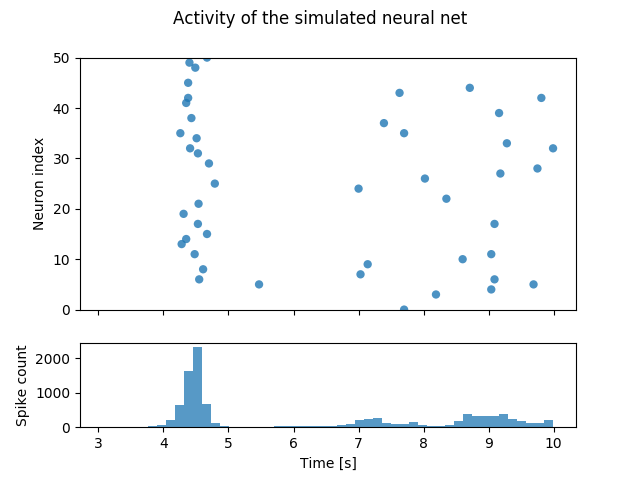 Activity of the simulated neural net
50
40
30
20
10
0
Neuron index
2000
1000
0
Spike count
3 4 5 6 7 8 9 10
Time [s]